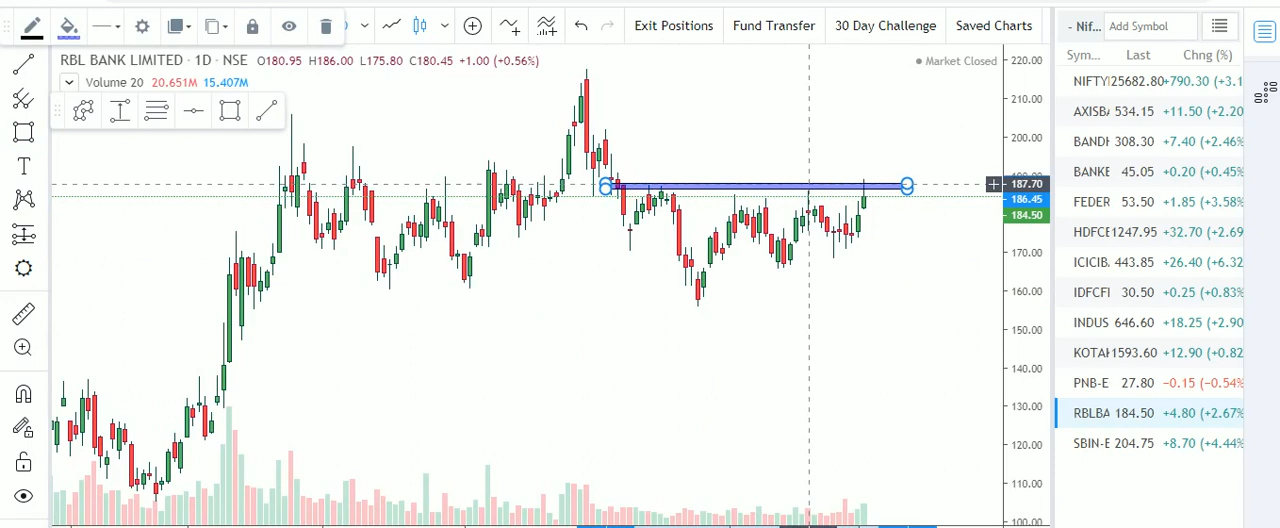 Exit Positions Fund Transfer 30 Day Challenge Saved Charts
- Nif... Add Symbol
RBL BANK LIMITED · 1D · NSE O180.95 H186.00 L175.80 C180.45 +1.00 (+0.56%)
Market Closed
Volume 20 20.651M 15.407M
220.00
210.00
200.00
187.70
186.45
184.50
170.00
160.00
150.00
140.00
130.00
120.00
110.00
100.00
Sym... Last Chng (%)
NIFTY 25682.80 +790.30 (+3.1
AXISBA 534.15 +11.50 (+2.20
BANDH 308.30 +7.40 (+2.46%
BANKE 45.05 +0.20 (+0.45%
FEDER 53.50 +1.85 (+3.58%
HDFCE 1247.95 +32.70 (+2.69
ICICIB. 443.85 +26.40 (+6.32
IDFCFI 30.50 +0.25 (+0.83%
INDUS 646.60 +18.25 (+2.90
KOTAK 1593.60 +12.90 (+0.82
PNB-E 27.80 −0.15 (−0.54%
RBLBA 184.50 +4.80 (+2.67%
SBIN-E 204.75 +8.70 (+4.44%